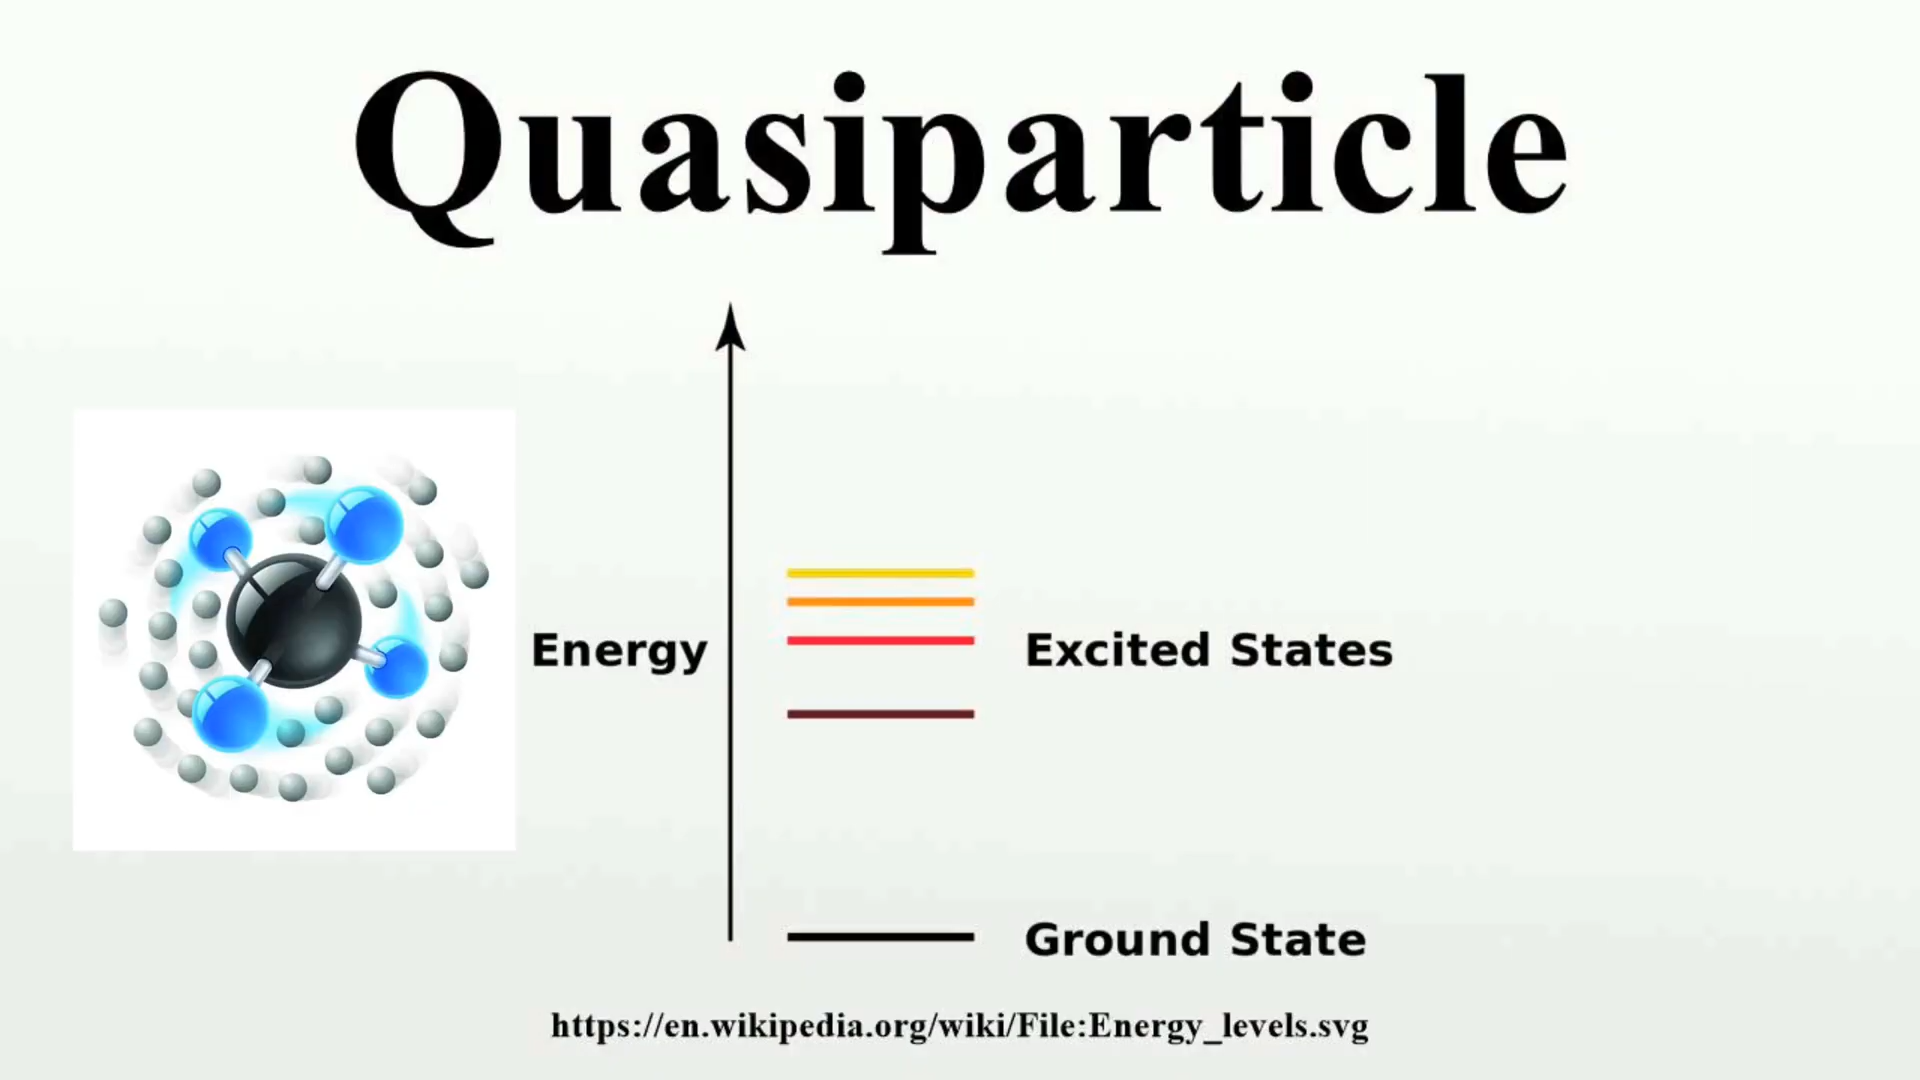 Quasiparticle
Energy
Excited States
Ground State
https://en.wikipedia.org/wiki/File:Energy_levels.svg